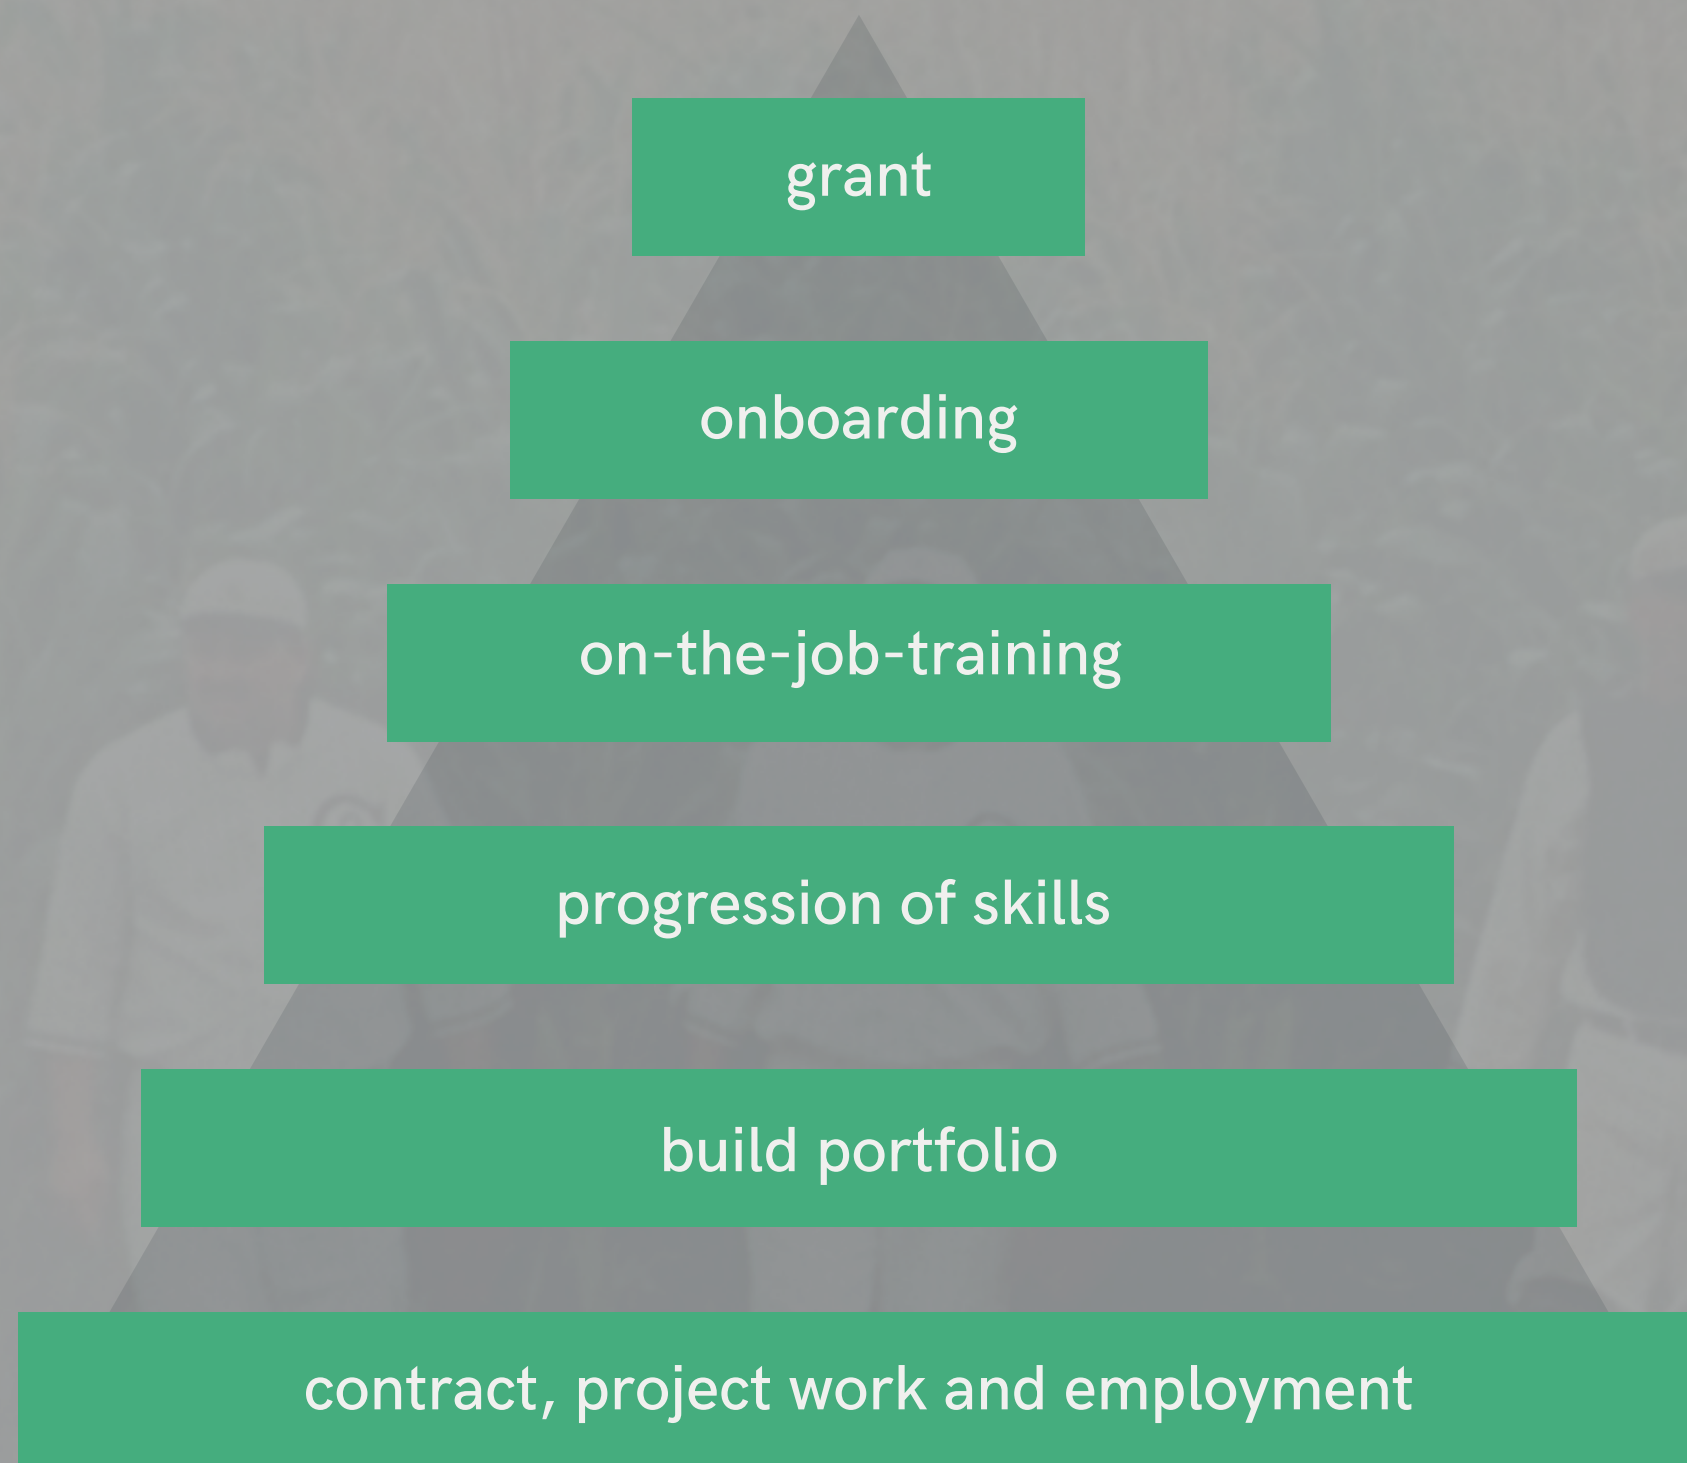 grant
onboarding
on-the-job-training
progression of skills
build portfolio
contract, project work and employment